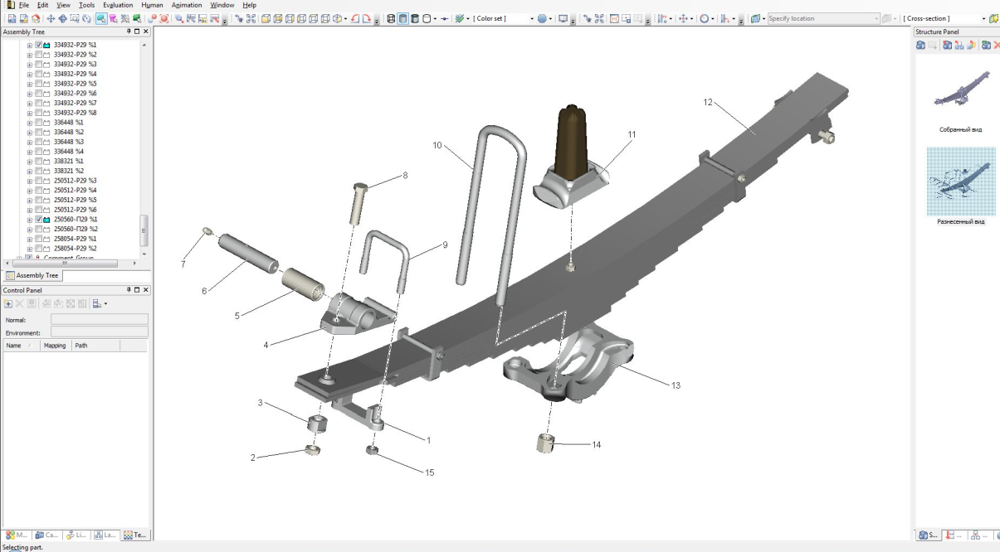 File Edit View Tools Evaluation Human Animation Window Help
[ Color set ]
Specify location
[ Cross-section ]
Assembly Tree
334932-P29 %1
334932-P29 %2
334932-P29 %3
334932-P29 %4
334932-P29 %5
334932-P29 %6
334932-P29 %7
334932-P29 %8
336448 %1
336448 %2
336448 %3
336448 %4
338321 %1
338321 %2
250512-P29 %3
250512-P29 %4
250512-P29 %5
250512-P29 %6
250560-П29 %1
250560-П29 %2
258054-P29 %1
258054-P29 %2
Comment Group
Assembly Tree
Control Panel
Normal:
Environment:
Name Mapping Path
M... Ca... Li... La... Te...
Selecting part.
12
11
10
8
9
7
6
5
4
13
3
1
14
2
15
Structure Panel
Собранный вид
Разнесенный вид
S... ... ...